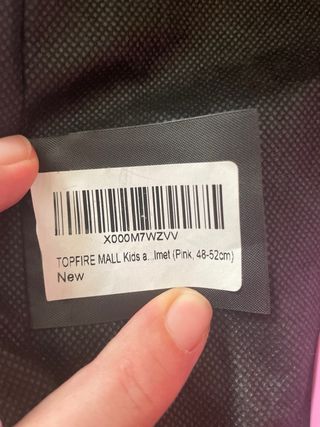 X000M7WZVV
TOPFIRE MALL Kids a...lmet (Pink, 48-52cm)
New